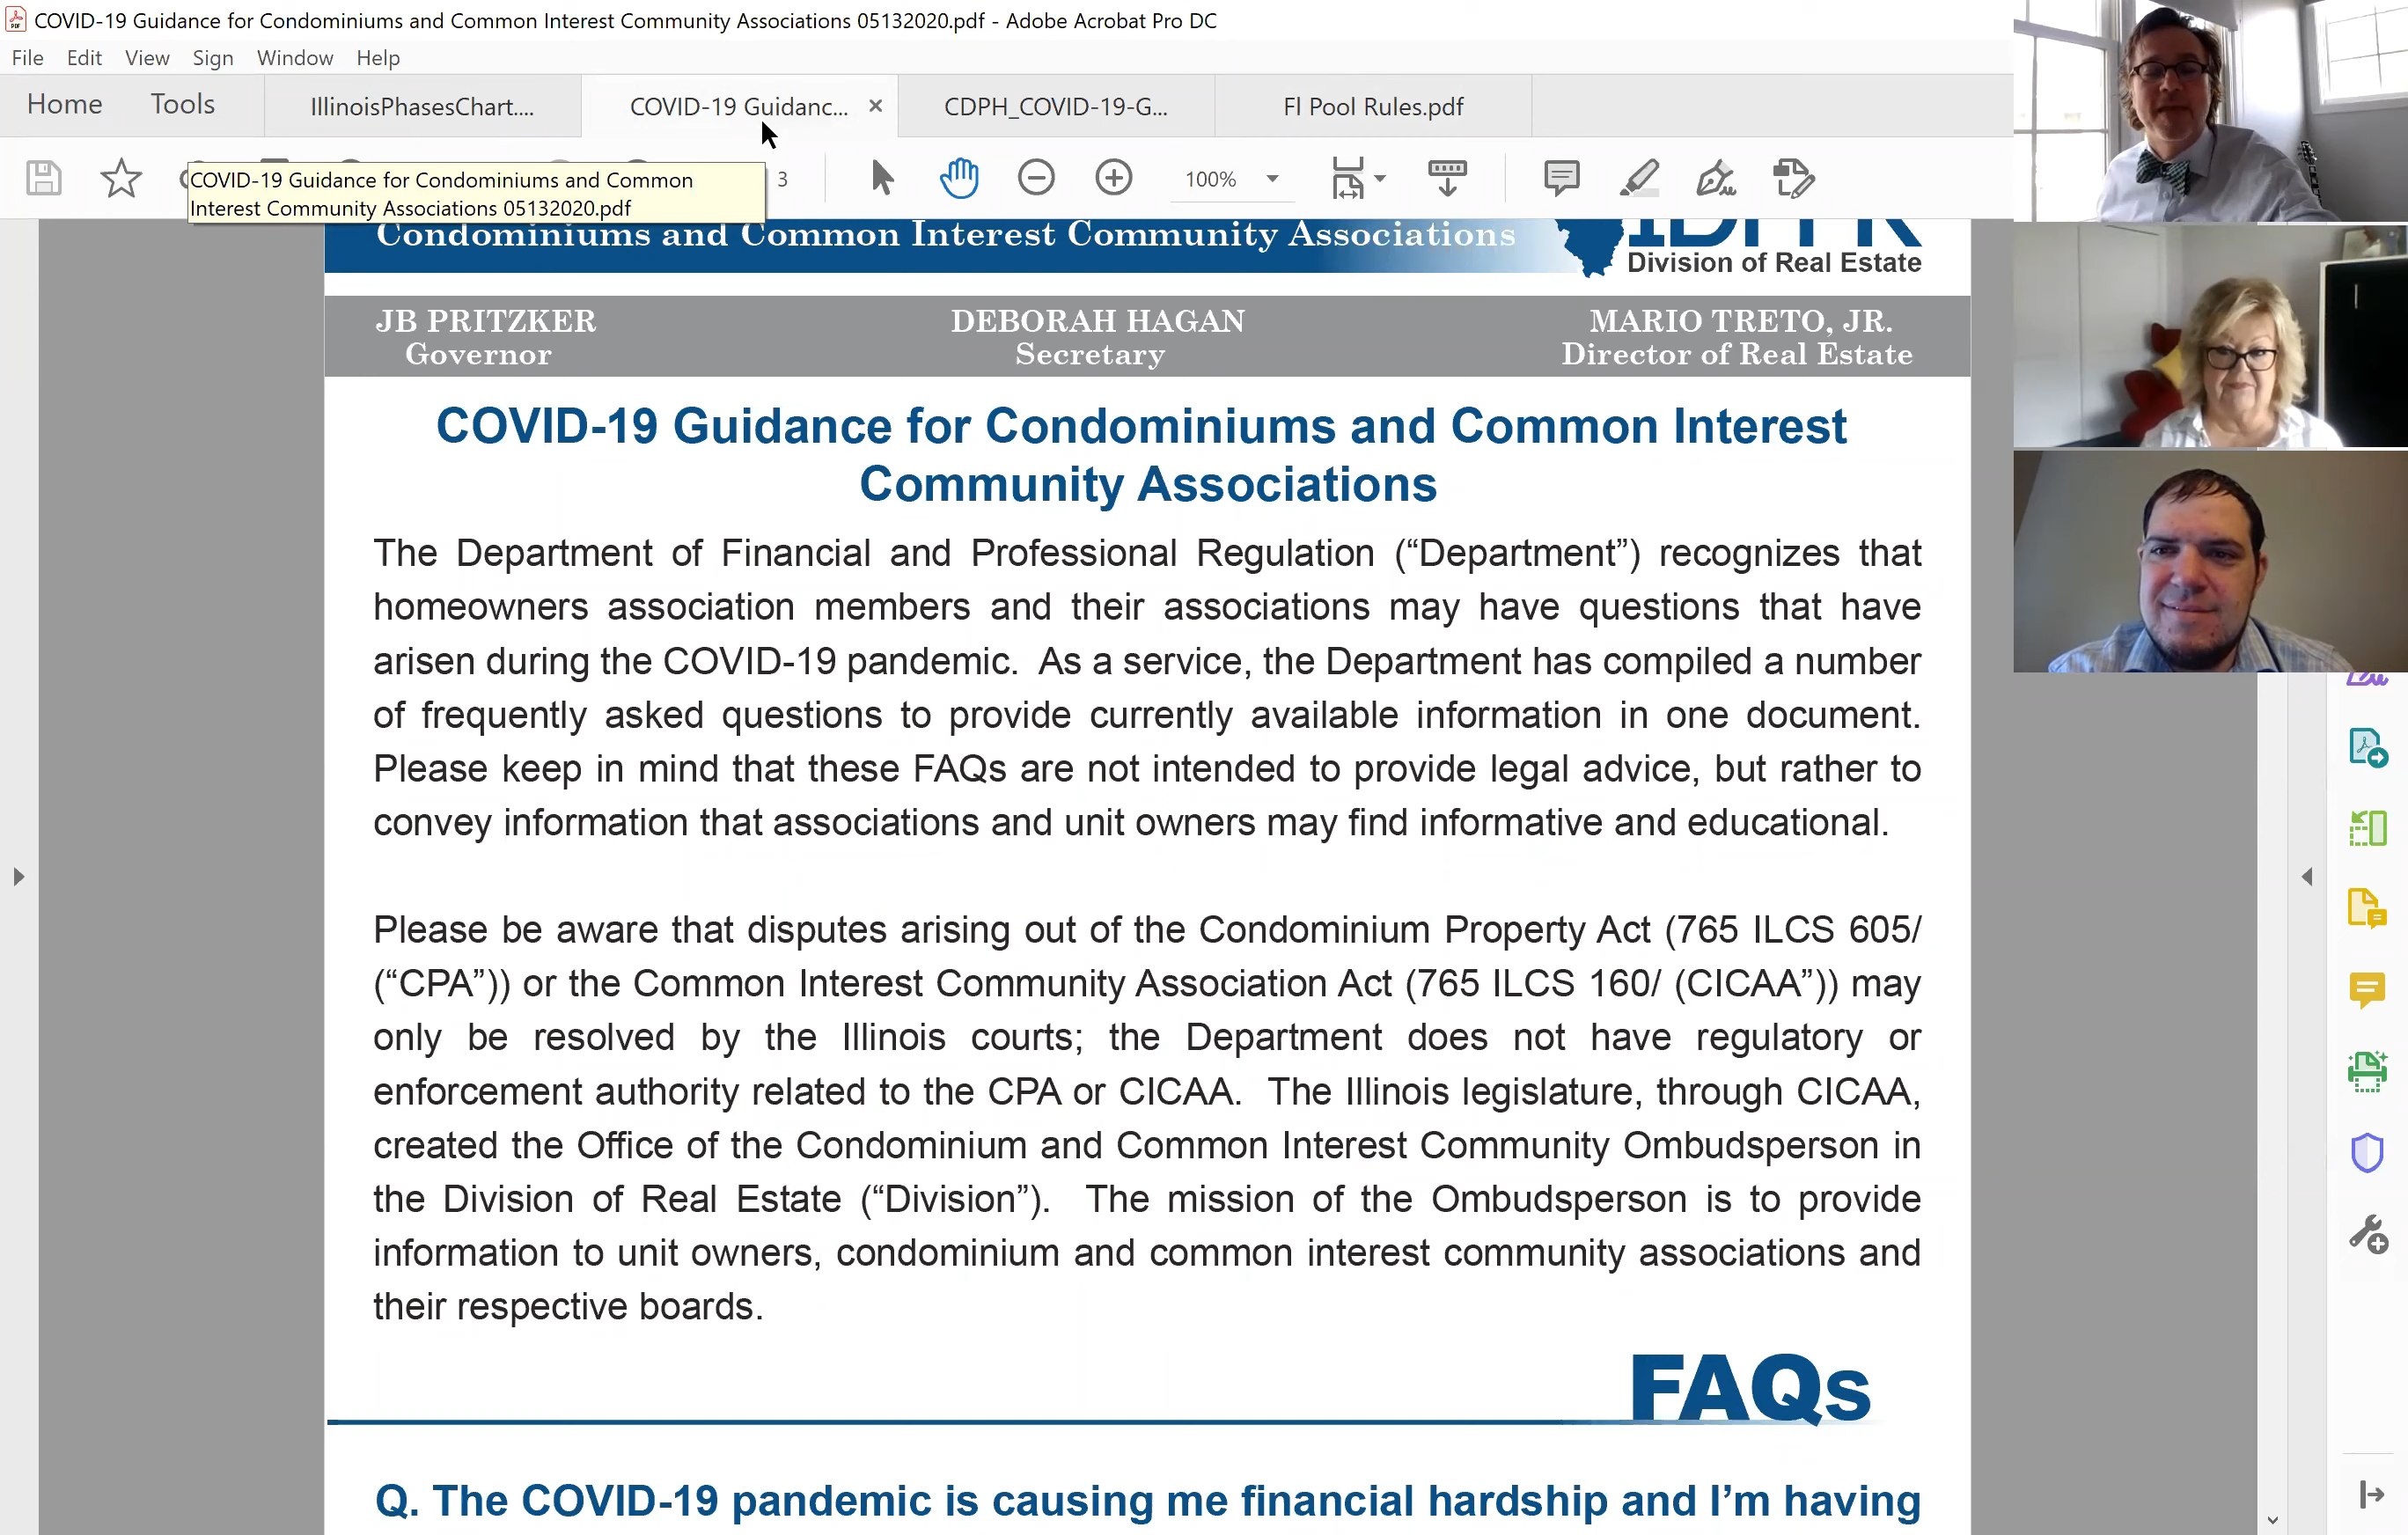 COVID-19 Guidance for Condominiums and Common Interest Community Associations 05132020.pdf - Adobe Acrobat Pro DC
File Edit View Sign Window Help
Home Tools IllinoisPhasesChart.... COVID-19 Guidanc... × CDPH_COVID-19-G... Fl Pool Rules.pdf
3 100%
COVID-19 Guidance for Condominiums and Common
Interest Community Associations 05132020.pdf
Condominiums and Common Interest Community Associations
IDFPR
Division of Real Estate
JB PRITZKER DEBORAH HAGAN MARIO TRETO, JR.
Governor Secretary Director of Real Estate
COVID-19 Guidance for Condominiums and Common Interest
Community Associations
The Department of Financial and Professional Regulation (“Department”) recognizes that
homeowners association members and their associations may have questions that have
arisen during the COVID-19 pandemic. As a service, the Department has compiled a number
of frequently asked questions to provide currently available information in one document.
Please keep in mind that these FAQs are not intended to provide legal advice, but rather to
convey information that associations and unit owners may find informative and educational.
Please be aware that disputes arising out of the Condominium Property Act (765 ILCS 605/
(“CPA”)) or the Common Interest Community Association Act (765 ILCS 160/ (CICAA”)) may
only be resolved by the Illinois courts; the Department does not have regulatory or
enforcement authority related to the CPA or CICAA. The Illinois legislature, through CICAA,
created the Office of the Condominium and Common Interest Community Ombudsperson in
the Division of Real Estate (“Division”). The mission of the Ombudsperson is to provide
information to unit owners, condominium and common interest community associations and
their respective boards.
FAQs
Q. The COVID-19 pandemic is causing me financial hardship and I’m having